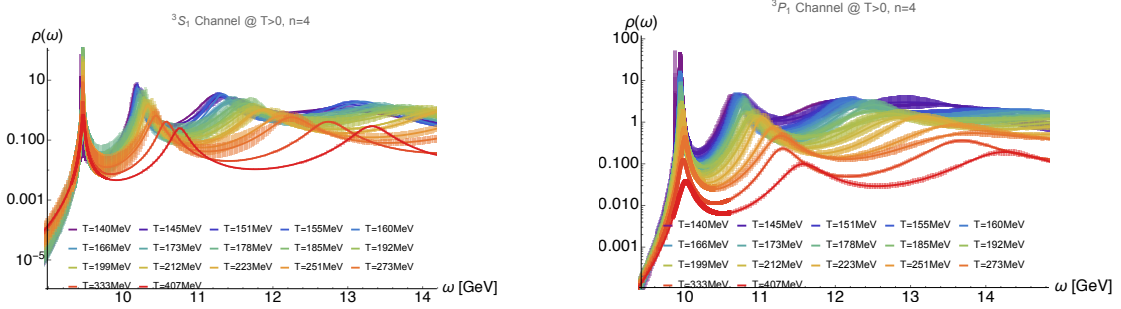 ³S₁ Channel @ T>0, n=4
ρ(ω)
10
0.100
0.001
10⁻⁵
T=140MeV T=145MeV T=151MeV T=155MeV T=160MeV
T=166MeV T=173MeV T=178MeV T=185MeV T=192MeV
T=199MeV T=212MeV T=223MeV T=251MeV T=273MeV
T=333MeV T=407MeV
10 11 12 13 14
ω [GeV]
³P₁ Channel @ T>0, n=4
ρ(ω)
100
10
1
0.100
0.010
0.001
T=140MeV T=145MeV T=151MeV T=155MeV T=160MeV
T=166MeV T=173MeV T=178MeV T=185MeV T=192MeV
T=199MeV T=212MeV T=223MeV T=251MeV T=273MeV
T=333MeV T=407MeV
10 11 12 13 14
ω [GeV]